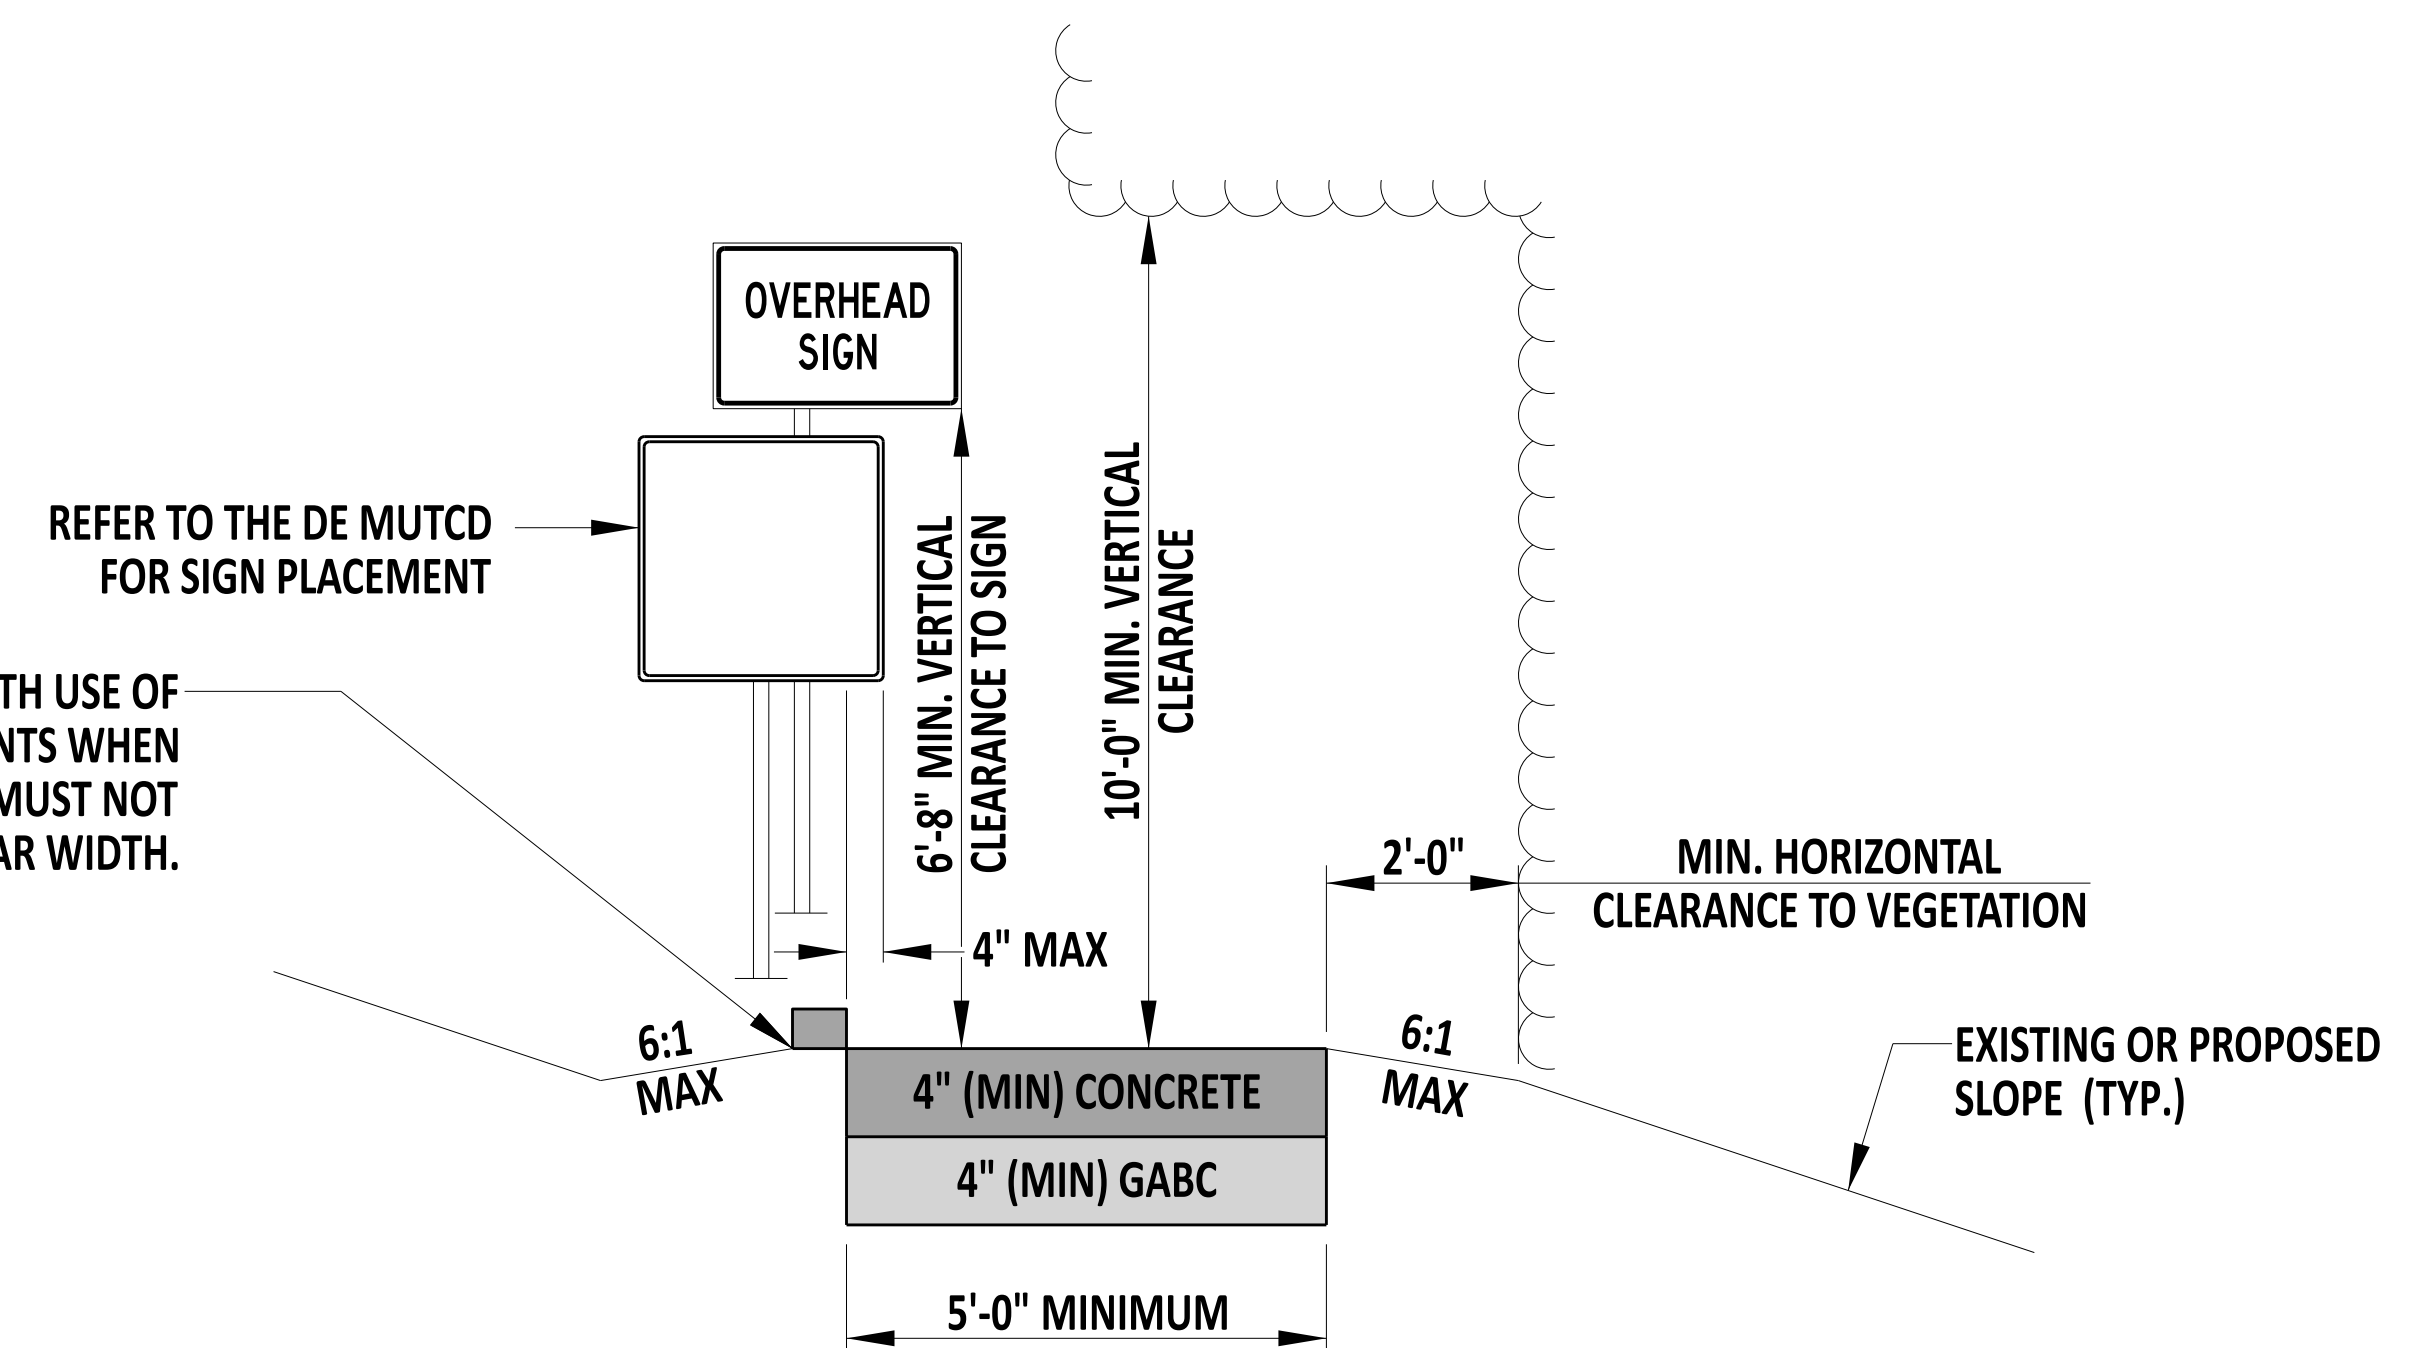 OVERHEAD
SIGN
REFER TO THE DE MUTCD
FOR SIGN PLACEMENT
6'-8" MIN. VERTICAL
CLEARANCE TO SIGN
10'-0" MIN. VERTICAL
CLEARANCE
USE OF
WHEN
MUST NOT
WIDTH.
2'-0"
MIN. HORIZONTAL
CLEARANCE TO VEGETATION
4" MAX
6:1
MAX
6:1
MAX
EXISTING OR PROPOSED
SLOPE (TYP.)
4" (MIN) CONCRETE
4" (MIN) GABC
5'-0" MINIMUM